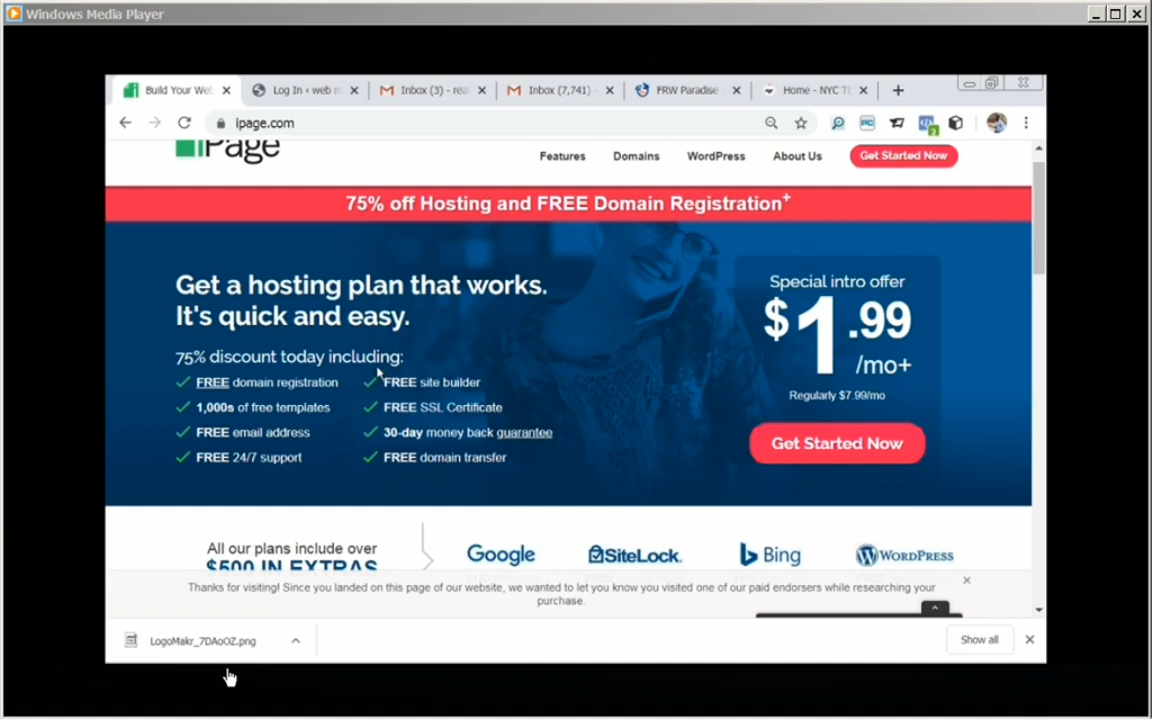 Windows Media Player
Build Your Web
Log In ‹ web m
Inbox (3) - rea
Inbox (7,741) -
FRW Paradise
Home - NYC T
ipage.com
iPage
Features
Domains
WordPress
About Us
Get Started Now
75% off Hosting and FREE Domain Registration+
Get a hosting plan that works.
It's quick and easy.
75% discount today including:
FREE domain registration
FREE site builder
1,000s of free templates
FREE SSL Certificate
FREE email address
30-day money back guarantee
FREE 24/7 support
FREE domain transfer
Special intro offer
$1.99
/mo+
Regularly $7.99/mo
Get Started Now
All our plans include over
$500 IN EXTRAS
Google
SiteLock.
Bing
WORDPRESS
Thanks for visiting! Since you landed on this page of our website, we wanted to let you know you visited one of our paid endorsers while researching your
purchase.
LogoMakr_7DAoOZ.png
Show all